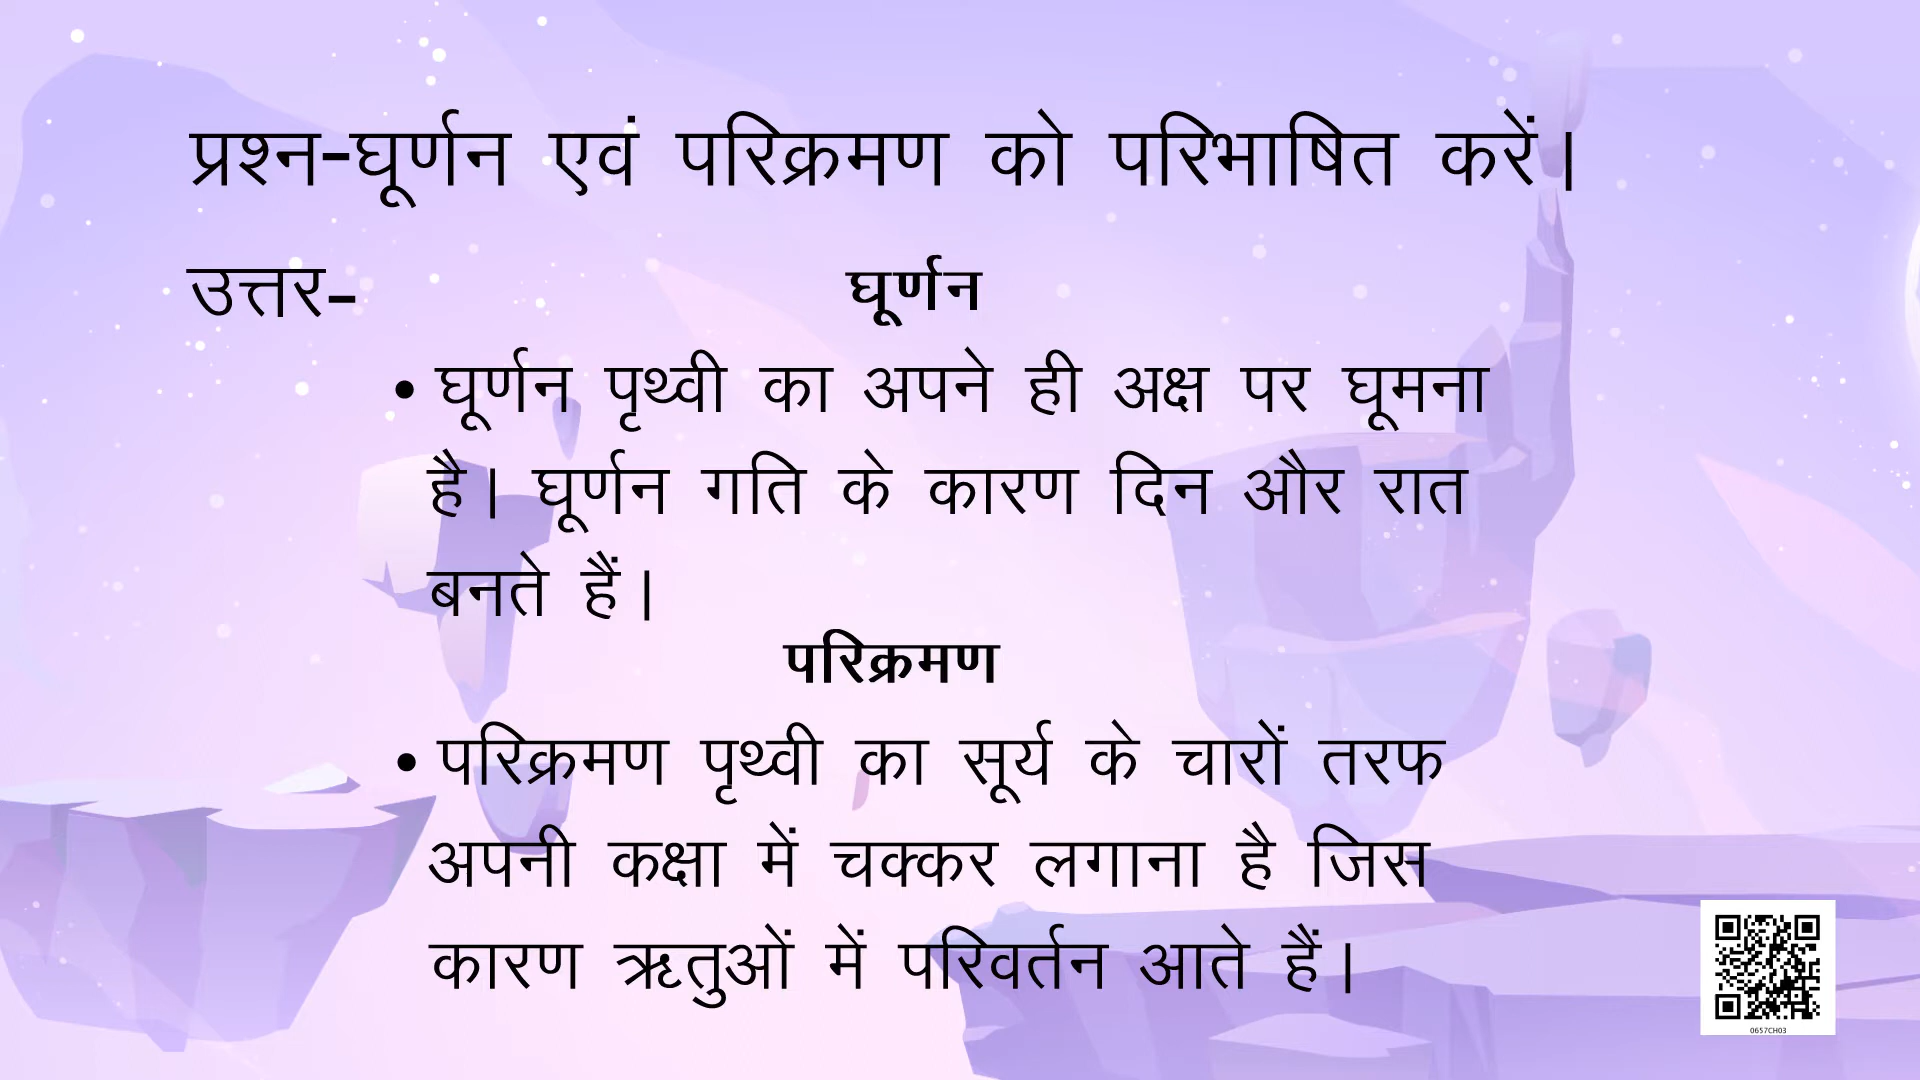 प्रश्न-घूर्णन एवं परिक्रमण को परिभाषित करें।
उत्तर-
घूर्णन
• घूर्णन पृथ्वी का अपने ही अक्ष पर घूमना
है। घूर्णन गति के कारण दिन और रात
बनते हैं।
परिक्रमण
• परिक्रमण पृथ्वी का सूर्य के चारों तरफ
अपनी कक्षा में चक्कर लगाना है जिस
कारण ऋतुओं में परिवर्तन आते हैं।
0657CH03